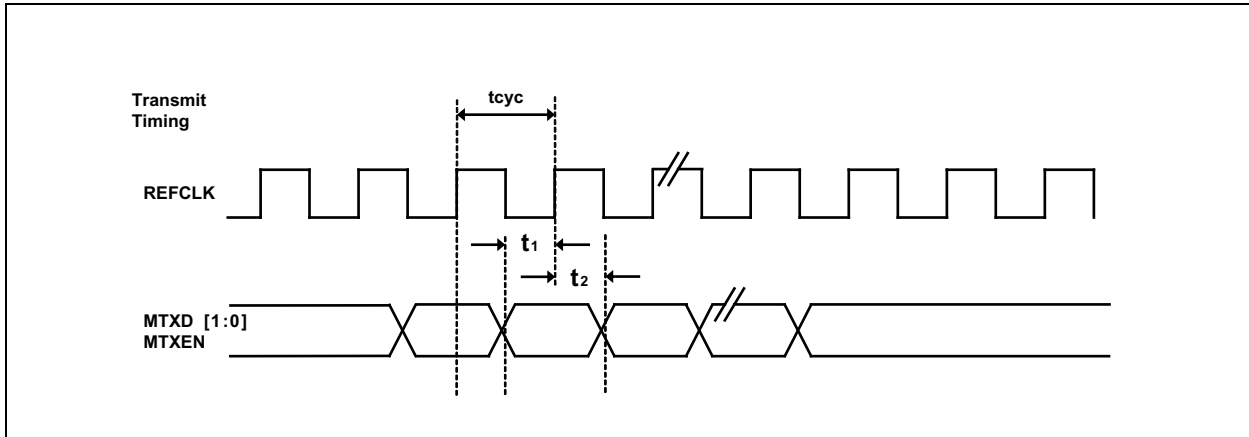 Transmit
Timing
tcyc
REFCLK
t1
t2
MTXD [1:0]
MTXEN